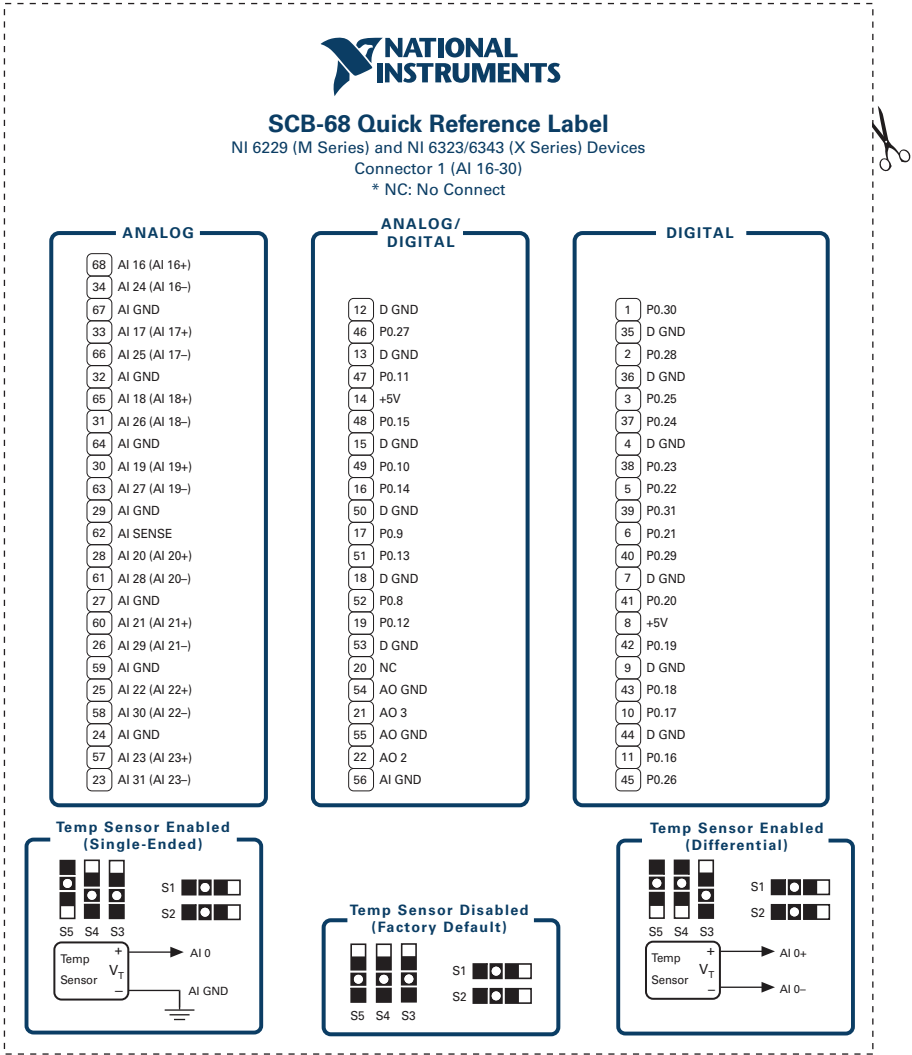 NATIONAL
INSTRUMENTS
SCB-68 Quick Reference Label
NI 6229 (M Series) and NI 6323/6343 (X Series) Devices
Connector 1 (AI 16-30)
* NC: No Connect
ANALOG
68 AI 16 (AI 16+)
34 AI 24 (AI 16–)
67 AI GND
33 AI 17 (AI 17+)
66 AI 25 (AI 17–)
32 AI GND
65 AI 18 (AI 18+)
31 AI 26 (AI 18–)
64 AI GND
30 AI 19 (AI 19+)
63 AI 27 (AI 19–)
29 AI GND
62 AI SENSE
28 AI 20 (AI 20+)
61 AI 28 (AI 20–)
27 AI GND
60 AI 21 (AI 21+)
26 AI 29 (AI 21–)
59 AI GND
25 AI 22 (AI 22+)
58 AI 30 (AI 22–)
24 AI GND
57 AI 23 (AI 23+)
23 AI 31 (AI 23–)
ANALOG/
DIGITAL
12 D GND
46 P0.27
13 D GND
47 P0.11
14 +5V
48 P0.15
15 D GND
49 P0.10
16 P0.14
50 D GND
17 P0.9
51 P0.13
18 D GND
52 P0.8
19 P0.12
53 D GND
20 NC
54 AO GND
21 AO 3
55 AO GND
22 AO 2
56 AI GND
DIGITAL
1 P0.30
35 D GND
2 P0.28
36 D GND
3 P0.25
37 P0.24
4 D GND
38 P0.23
5 P0.22
39 P0.31
6 P0.21
40 P0.29
7 D GND
41 P0.20
8 +5V
42 P0.19
9 D GND
43 P0.18
10 P0.17
44 D GND
11 P0.16
45 P0.26
Temp Sensor Enabled
(Single-Ended)
S1
S2
S5 S4 S3
Temp
Sensor
+
VT
–
AI 0
AI GND
Temp Sensor Disabled
(Factory Default)
S1
S2
S5 S4 S3
Temp Sensor Enabled
(Differential)
S1
S2
S5 S4 S3
Temp
Sensor
+
VT
–
AI 0+
AI 0–